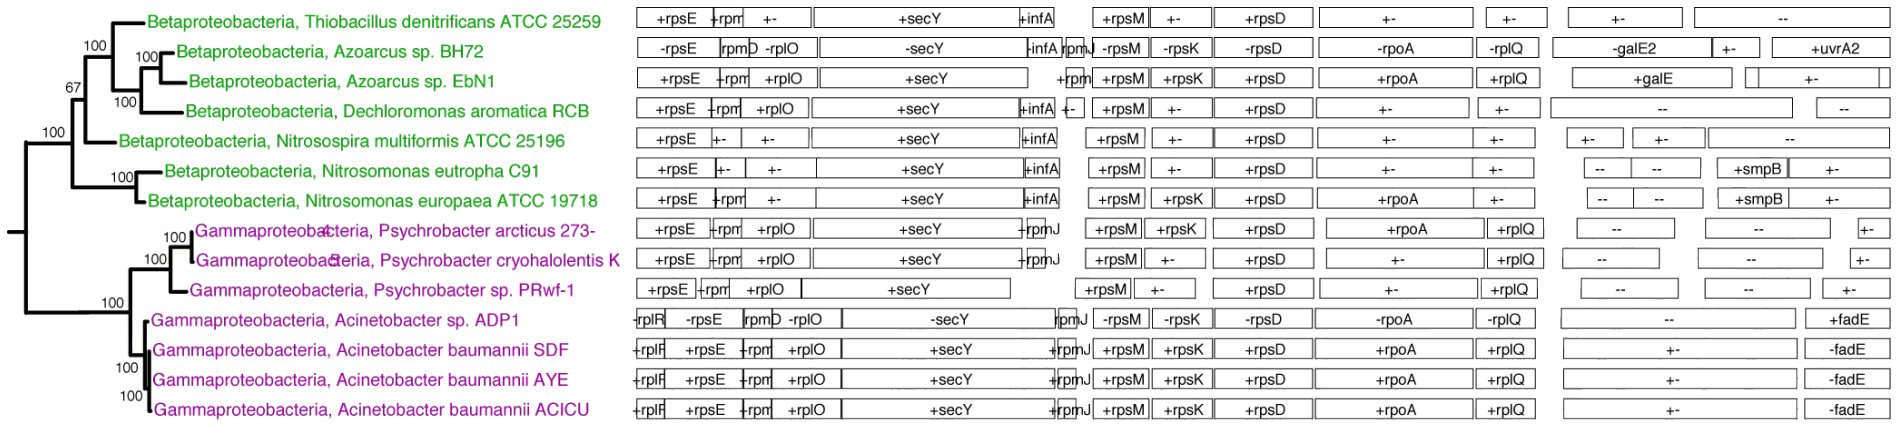 Betaproteobacteria, Thiobacillus denitrificans ATCC 25259 +rpsE +rpm +- +secY +infA +rpsM +- +rpsD +- +- +- --
100 Betaproteobacteria, Azoarcus sp. BH72 -rpsE rpmD -rplO -secY -infA rpmJ -rpsM -rpsK -rpsD -rpoA -rplQ -galE2 +- +uvrA2
100
67 Betaproteobacteria, Azoarcus sp. EbN1 +rpsE +rpm +rplO +secY +rpm +rpsM +rpsK +rpsD +rpoA +rplQ +galE +-
100 Betaproteobacteria, Dechloromonas aromatica RCB +rpsE +rpm +rplO +secY +infA +- +rpsM +- +rpsD +- +- -- --
100 Betaproteobacteria, Nitrosospira multiformis ATCC 25196 +rpsE +- +- +secY +infA +rpsM +- +rpsD +- +- +- +- --
Betaproteobacteria, Nitrosomonas eutropha C91 +rpsE +- +- +secY +infA +rpsM +- +rpsD +- +- -- -- +smpB +-
100 Betaproteobacteria, Nitrosomonas europaea ATCC 19718 +rpsE +rpm +- +secY +infA +rpsM +rpsK +rpsD +rpoA +- -- -- +smpB +-
100 Gammaproteobacteria, Psychrobacter arcticus 273-4 +rpsE +rpm +rplO +secY +rpmJ +rpsM +rpsK +rpsD +rpoA +rplQ -- -- +-
100 Gammaproteobacteria, Psychrobacter cryohalolentis K5 +rpsE +rpm +rplO +secY +rpmJ +rpsM +- +rpsD +- +rplQ -- -- +-
Gammaproteobacteria, Psychrobacter sp. PRwf-1 +rpsE +rpm +rplO +secY +rpsM +- +rpsD +- +rplQ -- -- +-
100 Gammaproteobacteria, Acinetobacter sp. ADP1 -rplR -rpsE rpmD -rplO -secY rpmJ -rpsM -rpsK -rpsD -rpoA -rplQ -- +fadE
Gammaproteobacteria, Acinetobacter baumannii SDF +rplR +rpsE +rpm +rplO +secY +rpmJ +rpsM +rpsK +rpsD +rpoA +rplQ +- -fadE
100 Gammaproteobacteria, Acinetobacter baumannii AYE +rplR +rpsE +rpm +rplO +secY +rpmJ +rpsM +rpsK +rpsD +rpoA +rplQ +- -fadE
100 Gammaproteobacteria, Acinetobacter baumannii ACICU +rplR +rpsE +rpm +rplO +secY +rpmJ +rpsM +rpsK +rpsD +rpoA +rplQ +- -fadE